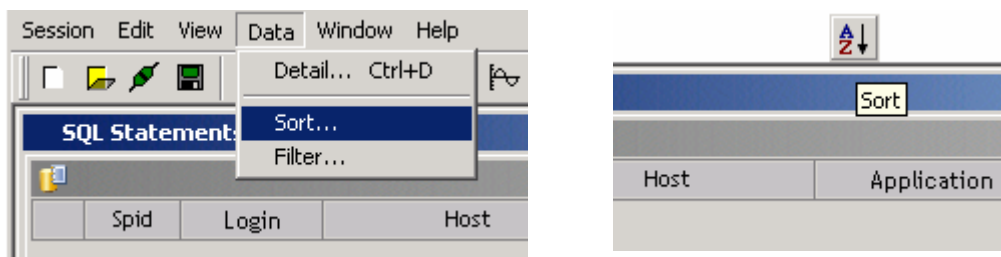 Session Edit View Data Window Help
Detail... Ctrl+D
Sort...
Filter...
SQL Statements
Spid Login Host
A
Z
Sort
Host Application